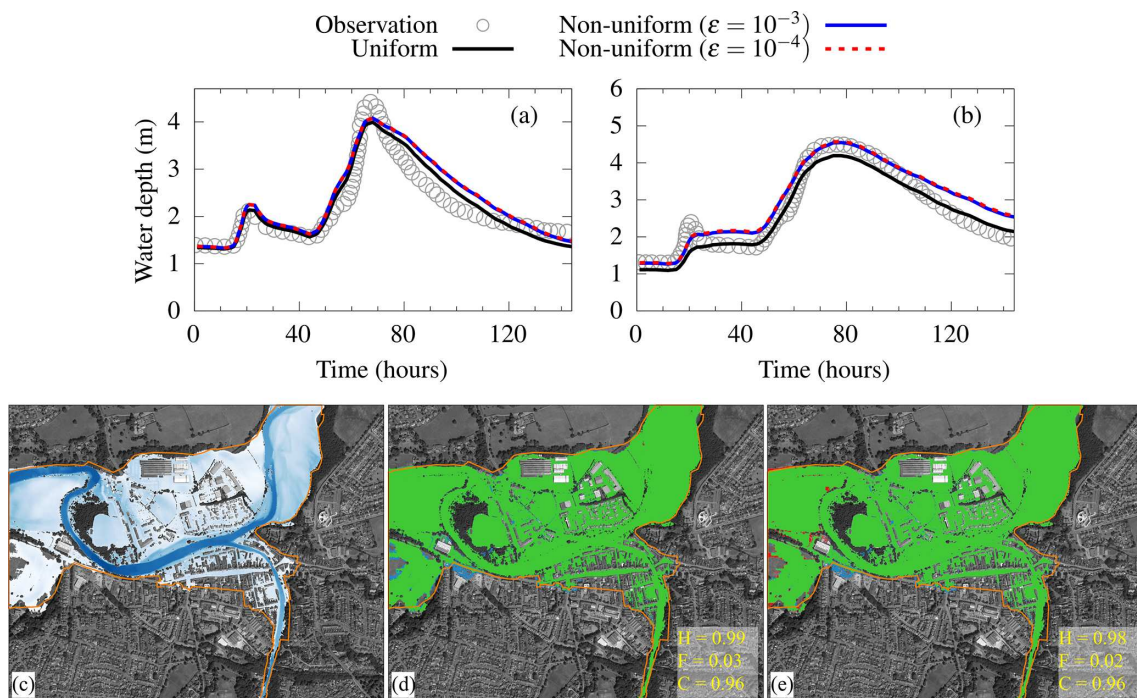 Observation
Uniform
Non-uniform (ε = 10⁻³)
Non-uniform (ε = 10⁻⁴)
Water depth (m)
4
3
2
1
0
(a)
0 40 80 120
Time (hours)
6
5
4
3
2
1
0
(b)
0 40 80 120
Time (hours)
(c)
(d)
H = 0.99
F = 0.03
C = 0.96
(e)
H = 0.98
F = 0.02
C = 0.96